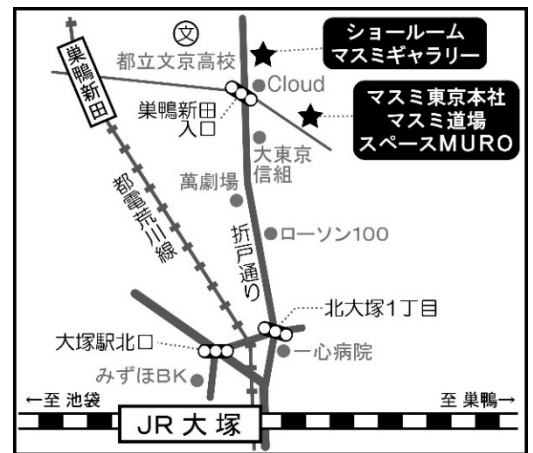 ショールーム
マスミギャラリー
文
都立文京高校
巣鴨新田
Cloud
マスミ東京本社
マスミ道場
スペースMURO
巣鴨新田
入口
大東京
信組
萬劇場
都電荒川線
折戸通り
ローソン100
北大塚1丁目
大塚駅北口
一心病院
みずほBK
←至 池袋
至 巣鴨→
JR大塚